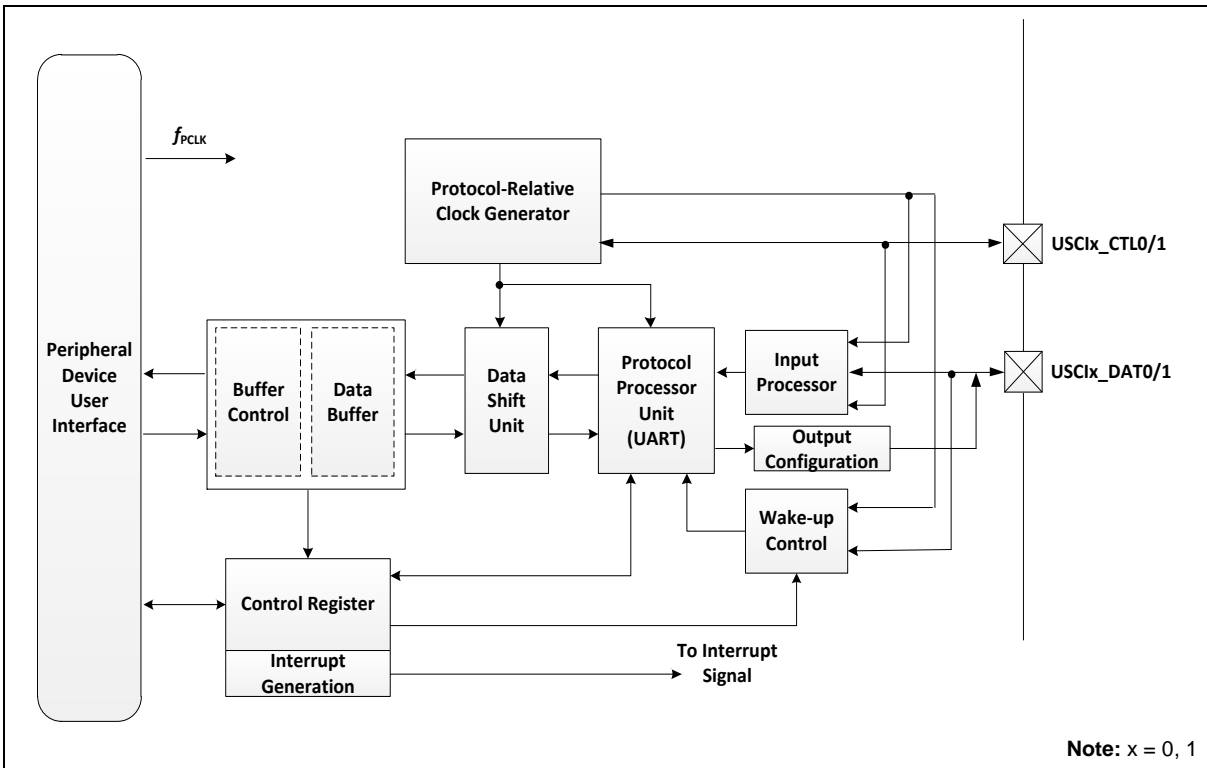 fPCLK
Protocol-Relative
Clock Generator
USCIx_CTL0/1
Peripheral
Device
User
Interface
Buffer
Control
Data
Buffer
Data
Shift
Unit
Protocol
Processor
Unit
(UART)
Input
Processor
USCIx_DAT0/1
Output
Configuration
Wake-up
Control
Control Register
Interrupt
Generation
To Interrupt
Signal
Note: x = 0, 1